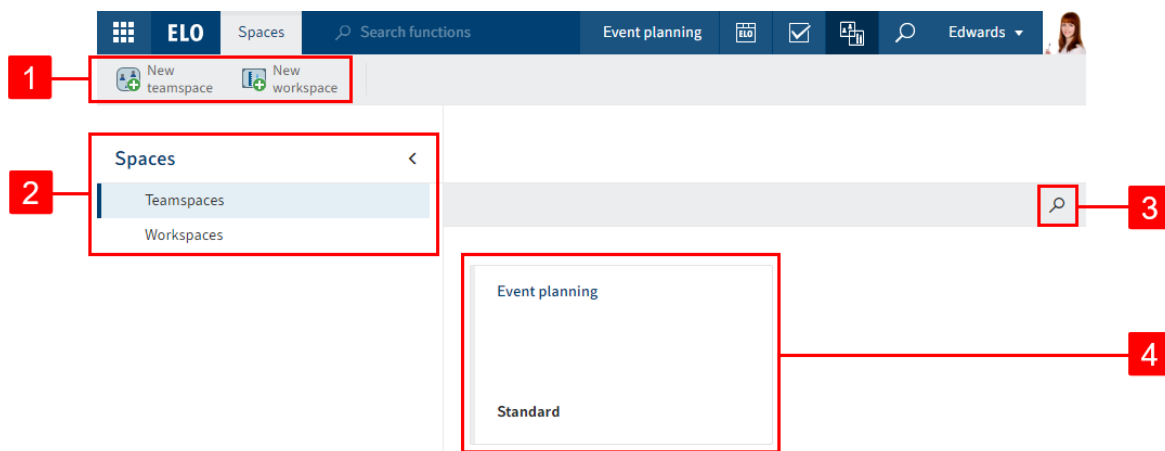 ELO Spaces Search functions Event planning ELO Edwards
1
New
teamspace
New
workspace
Spaces
2
Teamspaces
3
Workspaces
Event planning
4
Standard